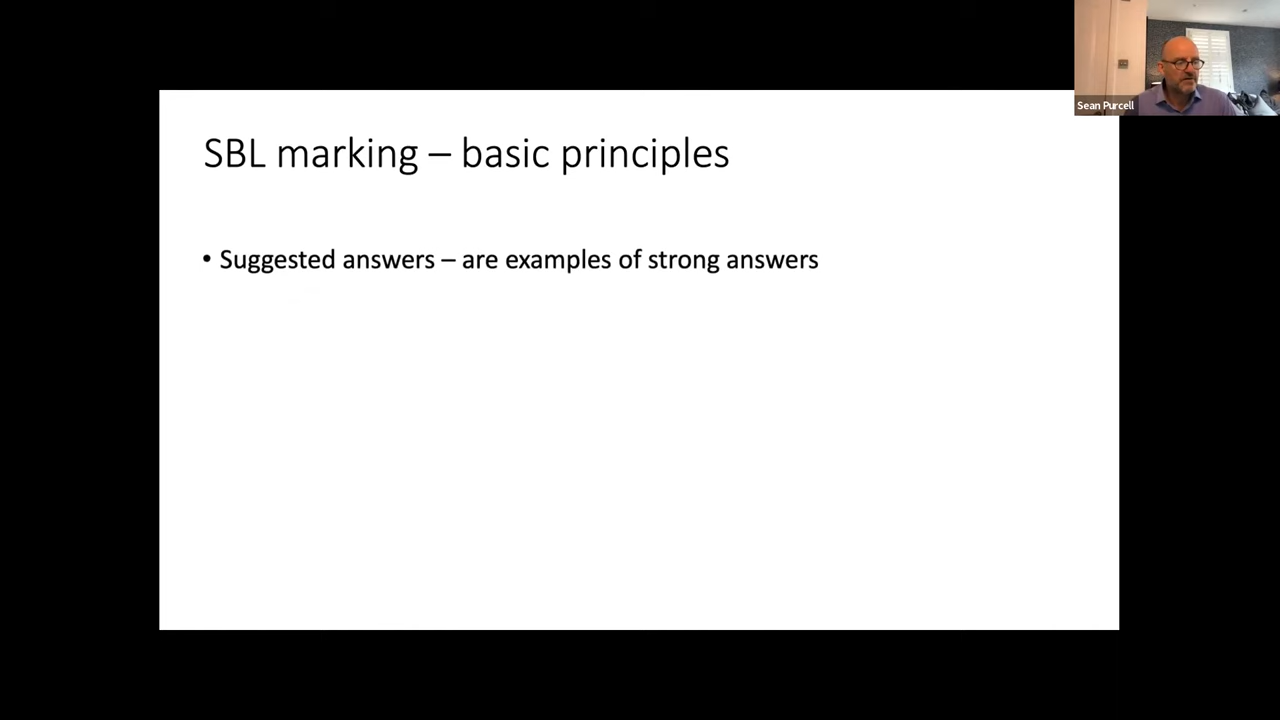 Sean Purcell
SBL marking – basic principles
• Suggested answers – are examples of strong answers